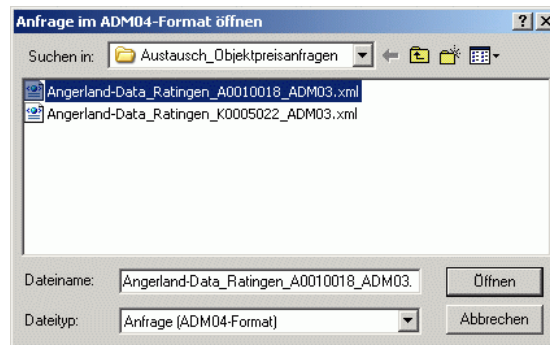 Anfrage im ADM04-Format öffnen
Suchen in: Austausch_Objektpreisanfragen
Angerland-Data_Ratingen_A0010018_ADM03.xml
Angerland-Data_Ratingen_K0005022_ADM03.xml
Dateiname: Angerland-Data_Ratingen_A0010018_ADM03. Öffnen
Dateityp: Anfrage (ADM04-Format) Abbrechen